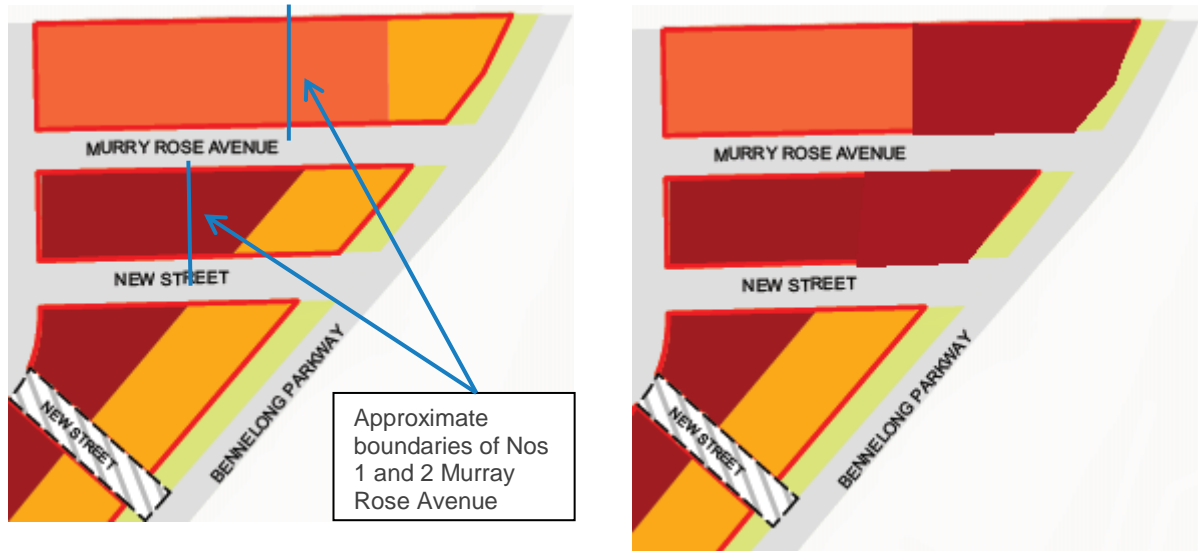 MURRY ROSE AVENUE
NEW STREET
NEW STREET
BENNELONG PARKWAY
Approximate
boundaries of Nos
1 and 2 Murray
Rose Avenue
MURRY ROSE AVENUE
NEW STREET
NEW STREET
BENNELONG PARKWAY